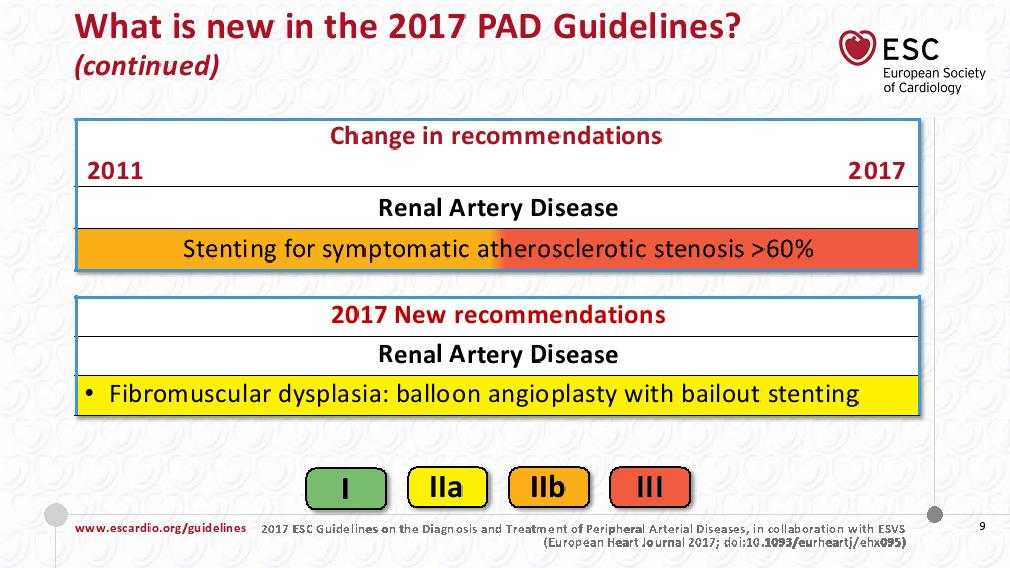 What is new in the 2017 PAD Guidelines?
(continued)
ESC
European Society
of Cardiology
Change in recommendations
2011 2017
Renal Artery Disease
Stenting for symptomatic atherosclerotic stenosis >60%
2017 New recommendations
Renal Artery Disease
• Fibromuscular dysplasia: balloon angioplasty with bailout stenting
I IIa IIb III
www.escardio.org/guidelines 2017 ESC Guidelines on the Diagnosis and Treatment of Peripheral Arterial Diseases, in collaboration with ESVS 9
(European Heart Journal 2017; doi:10.1093/eurheartj/ehx095)